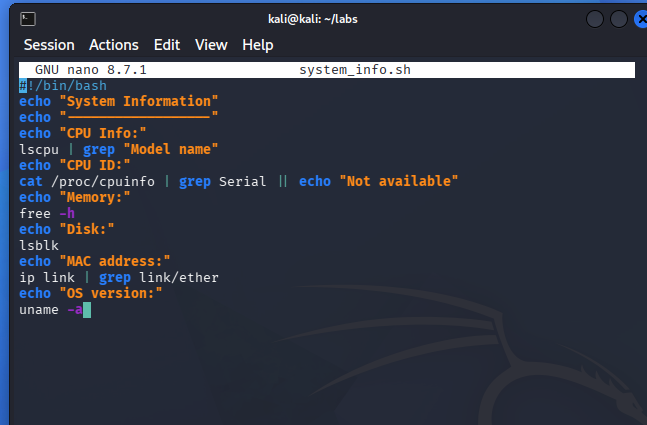 kali@kali: ~/labs
Session Actions Edit View Help
GNU nano 8.7.1 system_info.sh
#!/bin/bash
echo "System Information"
echo "------------------"
echo "CPU Info:"
lscpu | grep "Model name"
echo "CPU ID:"
cat /proc/cpuinfo | grep Serial || echo "Not available"
echo "Memory:"
free -h
echo "Disk:"
lsblk
echo "MAC address:"
ip link | grep link/ether
echo "OS version:"
uname -a